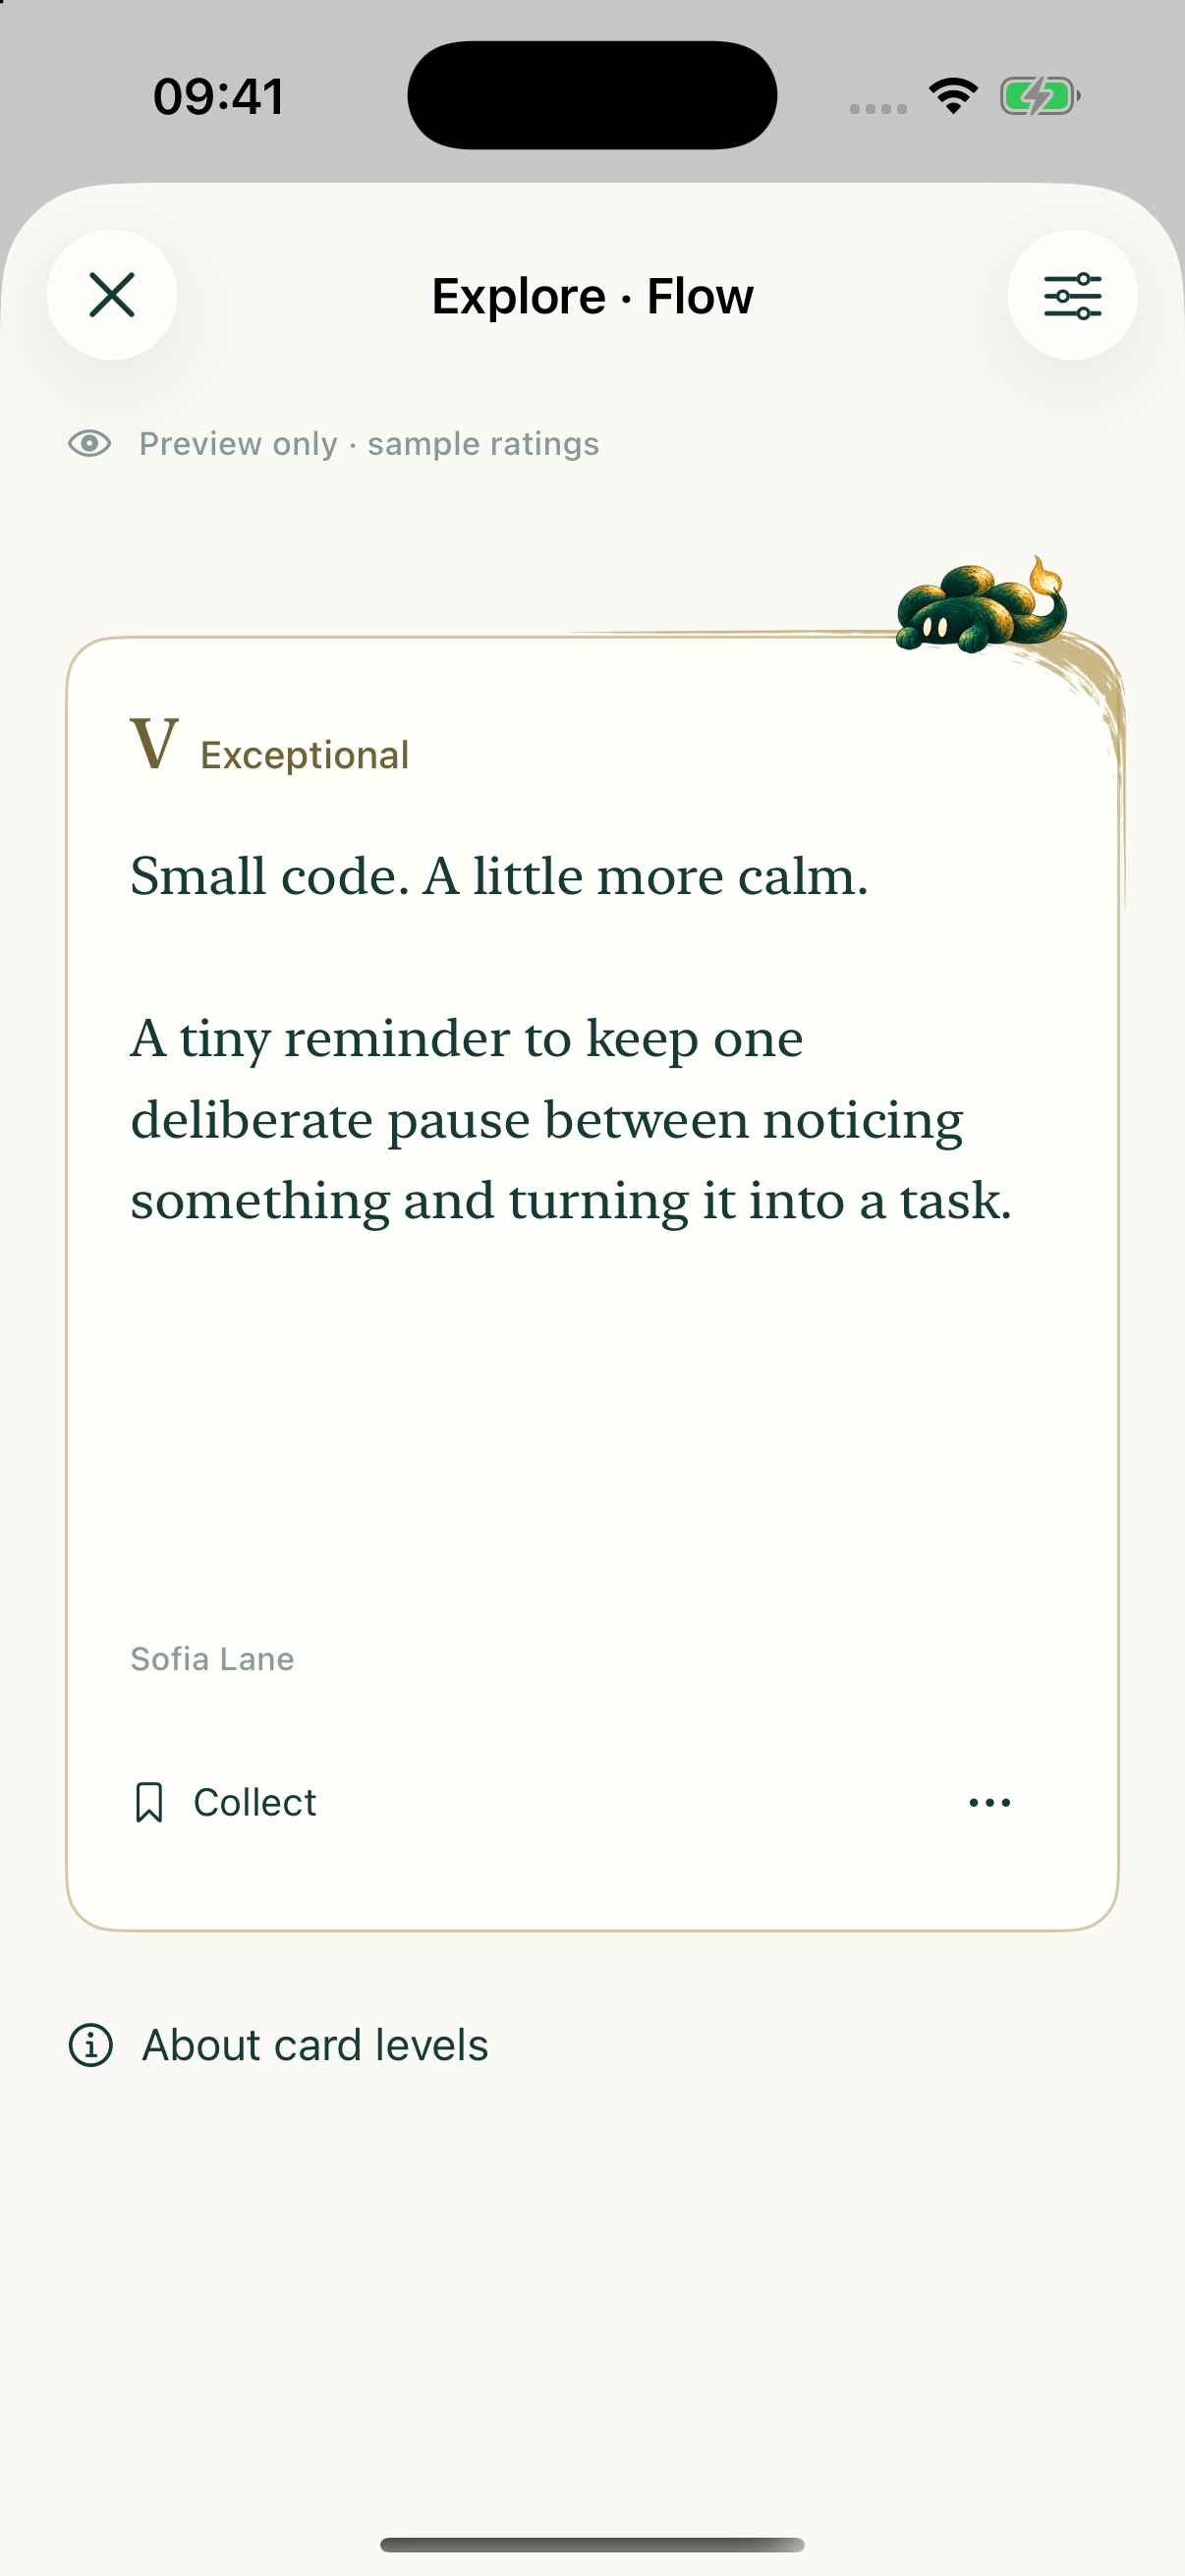 09:41
Explore · Flow
Preview only · sample ratings
V Exceptional
Small code. A little more calm.
A tiny reminder to keep one
deliberate pause between noticing
something and turning it into a task.
Sofia Lane
Collect
About card levels